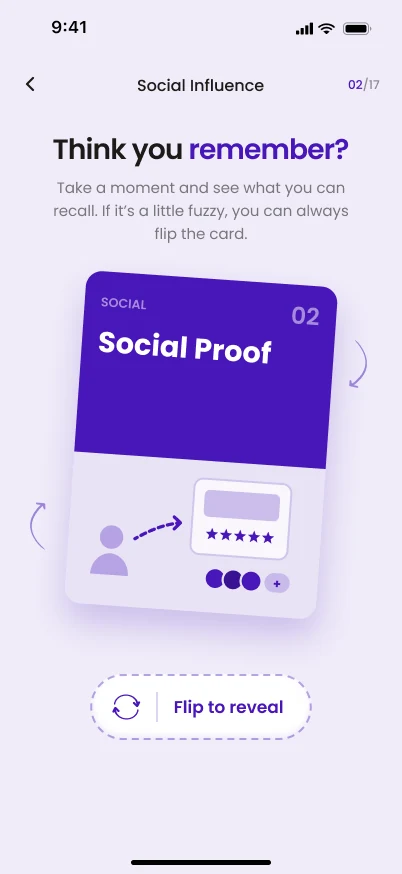 9:41
Social Influence
02/17
Think you remember?
Take a moment and see what you can
recall. If it's a little fuzzy, you can always
flip the card.
SOCIAL
02
Social Proof
+
Flip to reveal